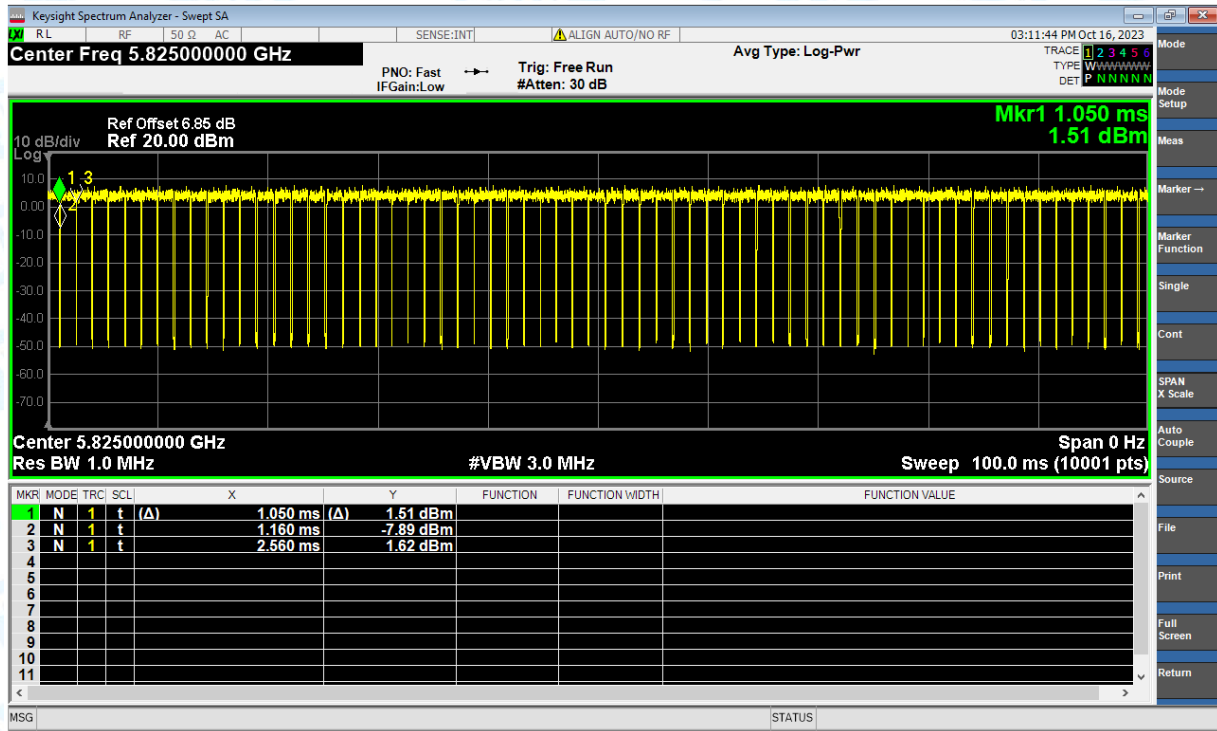 Keysight Spectrum Analyzer - Swept SA
LXI RL RF 50 Ω AC SENSE:INT ALIGN AUTO/NO RF 03:11:44 PM Oct 16, 2023
Center Freq 5.825000000 GHz
PNO: Fast
IFGain:Low
Trig: Free Run
#Atten: 30 dB
Avg Type: Log-Pwr
TRACE 1 2 3 4 5 6
TYPE WWWWWW
DET P N N N N N
Mkr1 1.050 ms
1.51 dBm
Ref Offset 6.85 dB
10 dB/div Ref 20.00 dBm
Log
10.0
0.00
-10.0
-20.0
-30.0
-40.0
-50.0
-60.0
-70.0
1 3
2
Center 5.825000000 GHz Span 0 Hz
Res BW 1.0 MHz #VBW 3.0 MHz Sweep 100.0 ms (10001 pts)
MKR MODE TRC SCL X Y FUNCTION FUNCTION WIDTH FUNCTION VALUE
1 N 1 t (Δ) 1.050 ms (Δ) 1.51 dBm
2 N 1 t 1.160 ms -7.89 dBm
3 N 1 t 2.560 ms 1.62 dBm
4
5
6
7
8
9
10
11
MSG STATUS
Mode
Mode
Setup
Meas
Marker →
Marker
Function
Single
Cont
SPAN
X Scale
Auto
Couple
Source
File
Print
Full
Screen
Return